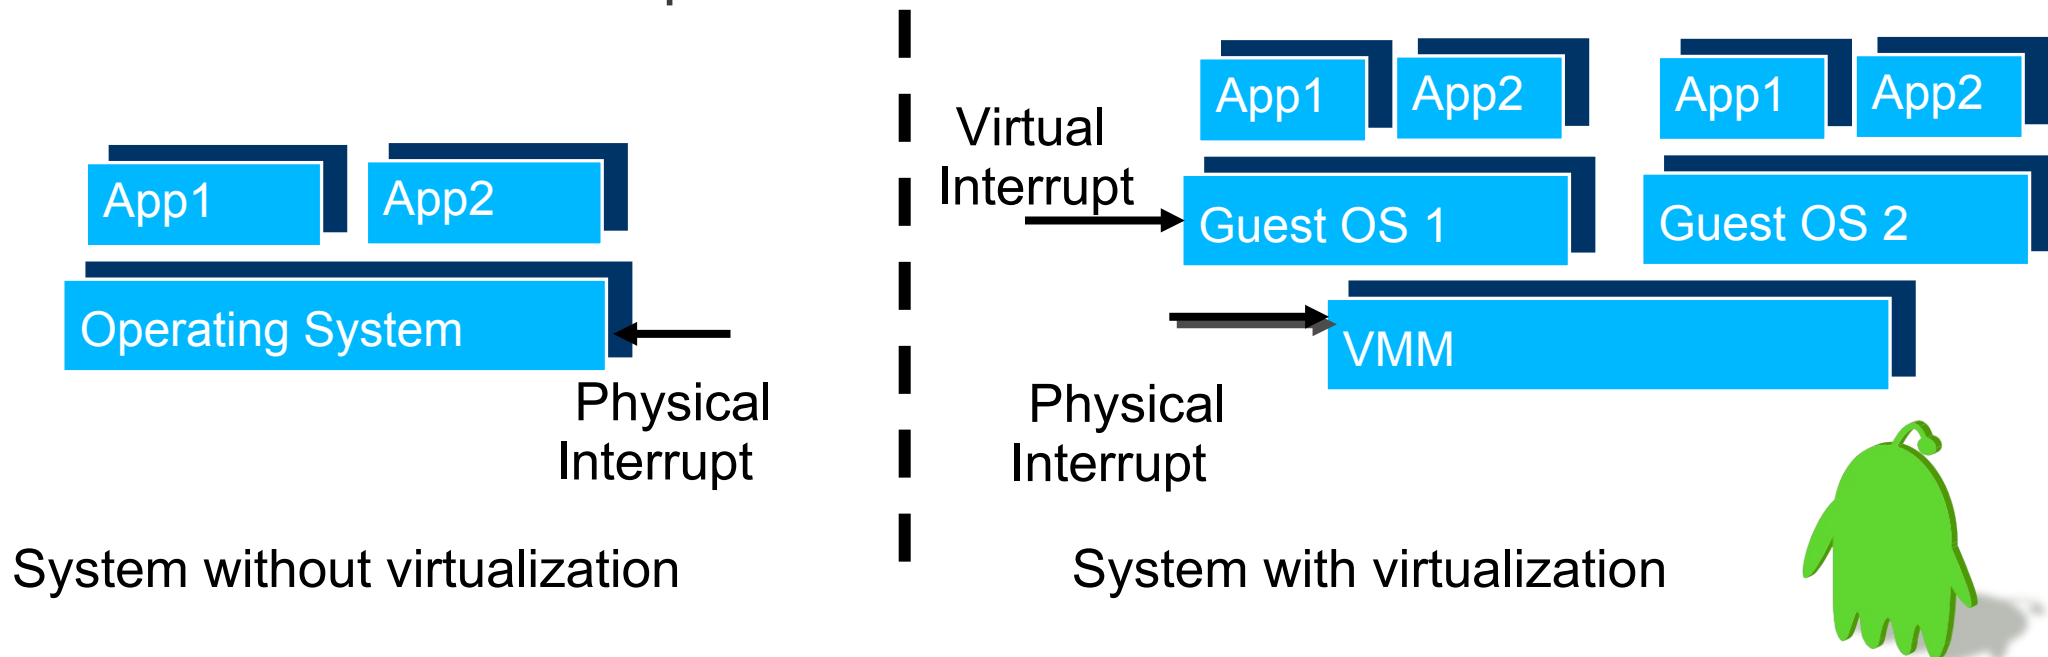 App1
App2
Operating System
Physical
Interrupt
System without virtualization
App1
App2
App1
App2
Virtual
Interrupt
Guest OS 1
Guest OS 2
VMM
Physical
Interrupt
System with virtualization